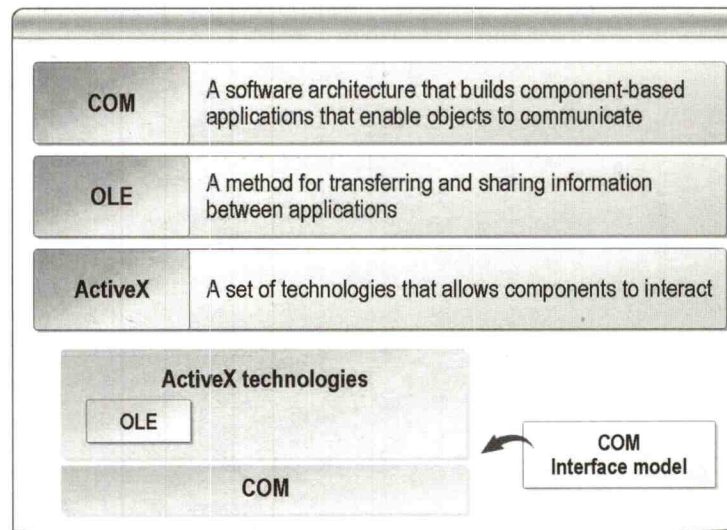 COM
A software architecture that builds component-based
applications that enable objects to communicate
OLE
A method for transferring and sharing information
between applications
ActiveX
A set of technologies that allows components to interact
ActiveX technologies
OLE
COM
COM
Interface model